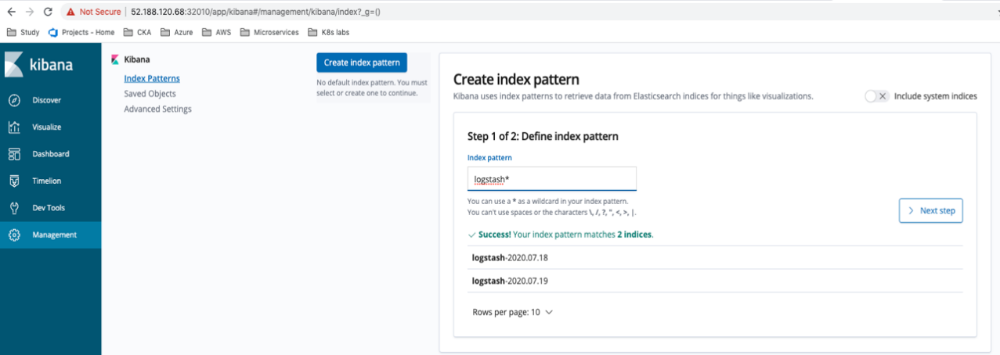 Not Secure | 52.188.120.68:32010/app/kibana#/management/kibana/index?_g=()
Study Projects - Home CKA Azure AWS Microservices K8s labs
kibana
Discover
Visualize
Dashboard
Timelion
Dev Tools
Management
Kibana
Index Patterns
Saved Objects
Advanced Settings
Create index pattern
No default index pattern. You must
select or create one to continue.
Create index pattern
Kibana uses index patterns to retrieve data from Elasticsearch indices for things like visualizations.
Include system indices
Step 1 of 2: Define index pattern
Index pattern
logstash*
You can use a * as a wildcard in your index pattern.
You can't use spaces or the characters \, /, ?, ", <, >, |.
Next step
Success! Your index pattern matches 2 indices.
logstash-2020.07.18
logstash-2020.07.19
Rows per page: 10